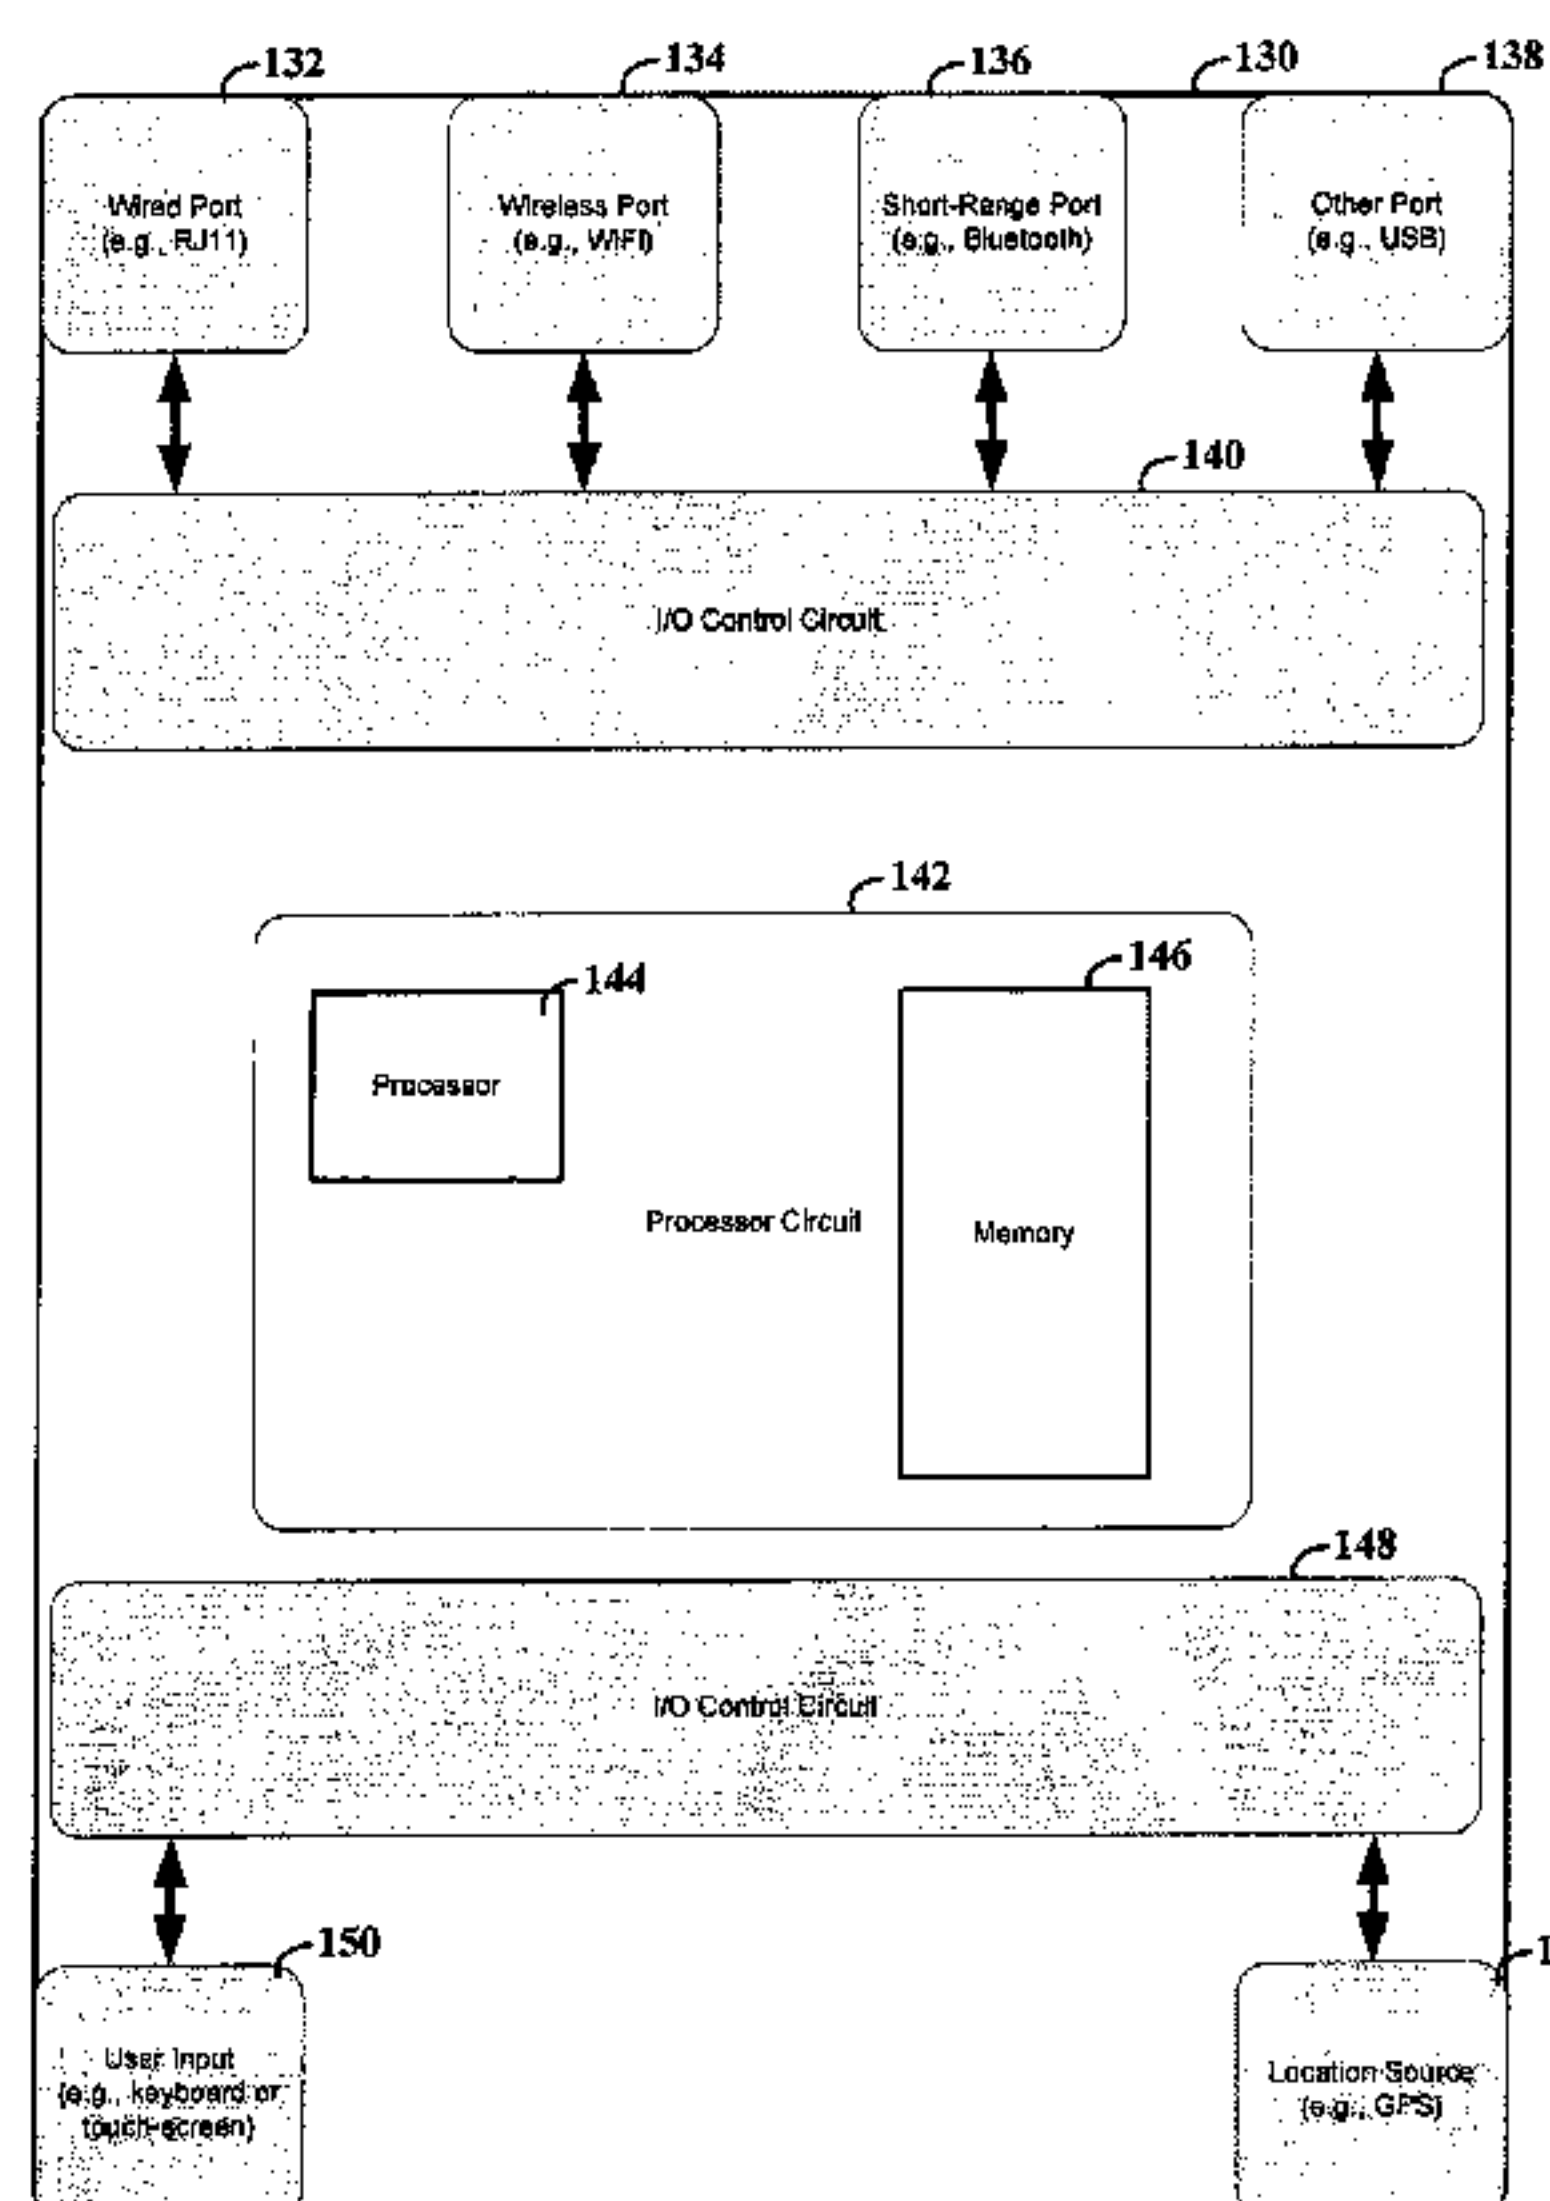 132
134
136
130
138
Wired Port
(e.g., RJ11)
Wireless Port
(e.g., WIFI)
Short-Range Port
(e.g., Bluetooth)
Other Port
(e.g., USB)
140
I/O Control Circuit
142
144
146
Processor
Processor Circuit
Memory
148
I/O Control Circuit
150
1
User Input
(e.g., keyboard or
touch-screen)
Location Source
(e.g., GPS)